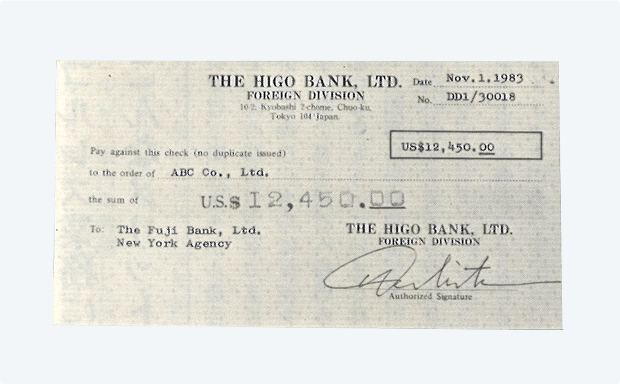 THE HIGO BANK, LTD.
FOREIGN DIVISION
10-2, Kyobashi 2-chome, Chuo-ku,
Tokyo 104 Japan.
Date Nov.1.1983
No. DD1/30018
US$12,450.00
Pay against this check (no duplicate issued)
to the order of ABC Co., Ltd.
the sum of U.S.$12,450.00
To: The Fuji Bank, Ltd.
New York Agency
THE HIGO BANK, LTD.
FOREIGN DIVISION
Authorized Signature